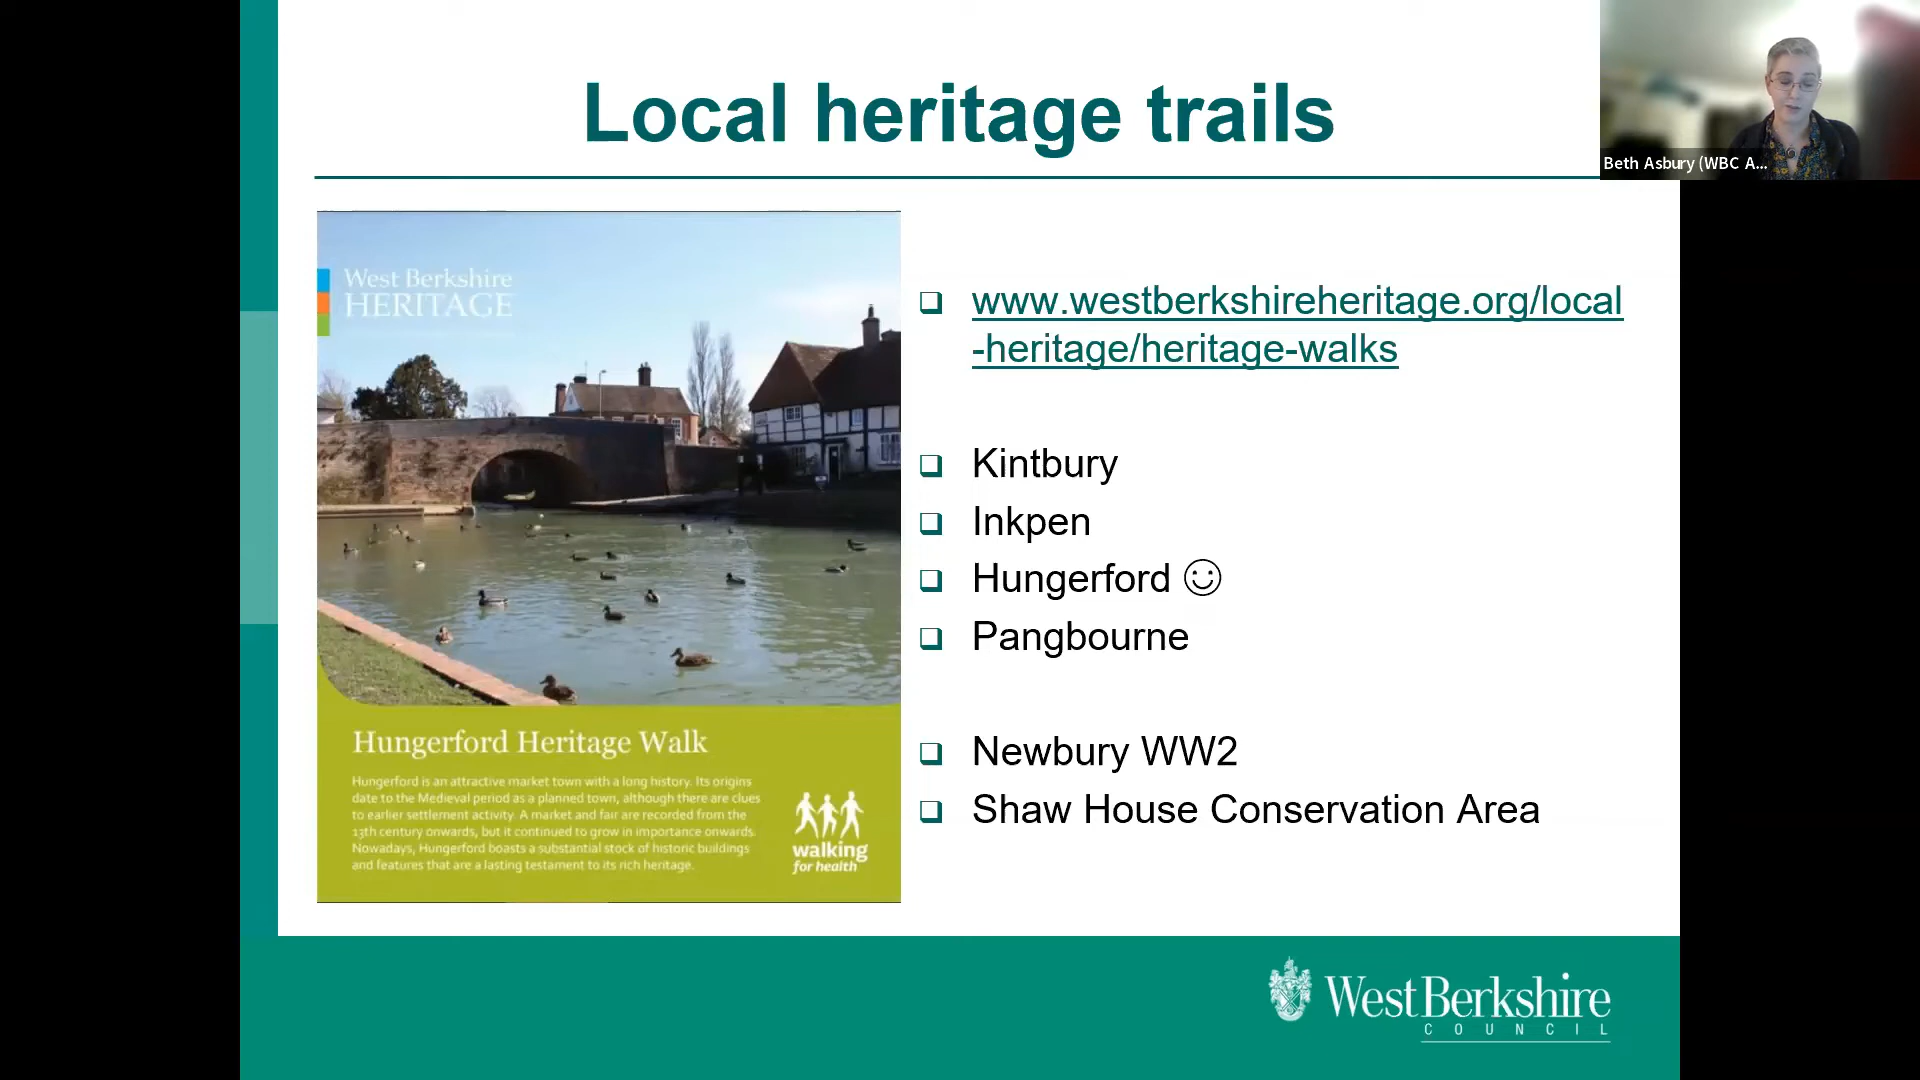 Local heritage trails
Beth Asbury (WBC A...
West Berkshire
HERITAGE
www.westberkshireheritage.org/local
-heritage/heritage-walks
Kintbury
Inkpen
Hungerford ☺
Pangbourne
Newbury WW2
Shaw House Conservation Area
Hungerford Heritage Walk
Hungerford is an attractive market town with a long history. Its origins
date to the Medieval period as a planned town, although there are clues
to earlier settlement activity. A market and fair are recorded from the
13th century onwards, but it continued to grow in importance onwards.
Nowadays, Hungerford boasts a substantial stock of historic buildings
and features that are a lasting testament to its rich heritage.
walking
for health
West Berkshire
COUNCIL